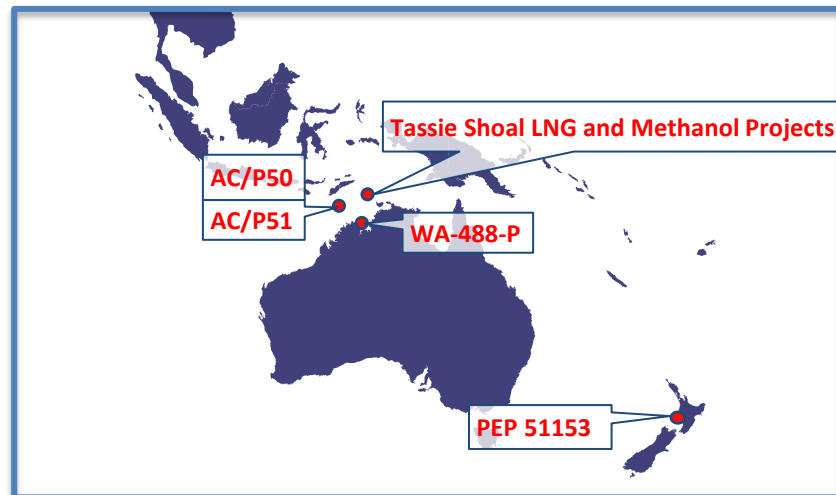 Tassie Shoal LNG and Methanol Projects
AC/P50
AC/P51
WA-488-P
PEP 51153